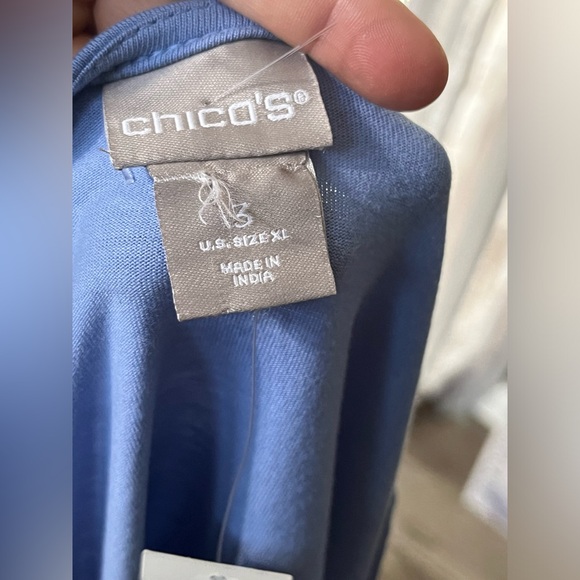 chico's®
3
U.S. SIZE XL
MADE IN
INDIA